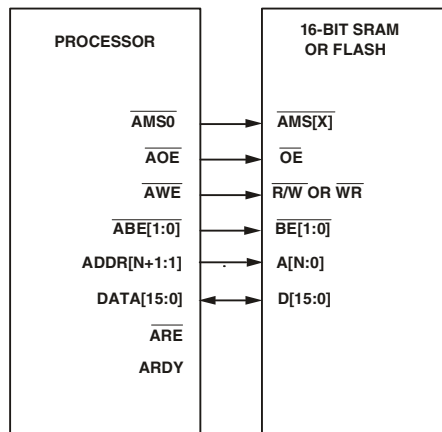 PROCESSOR
16-BIT SRAM
OR FLASH
AMS0 AMS[X]
AOE OE
AWE R/W OR WR
ABE[1:0] BE[1:0]
ADDR[N+1:1] A[N:0]
DATA[15:0] D[15:0]
ARE
ARDY